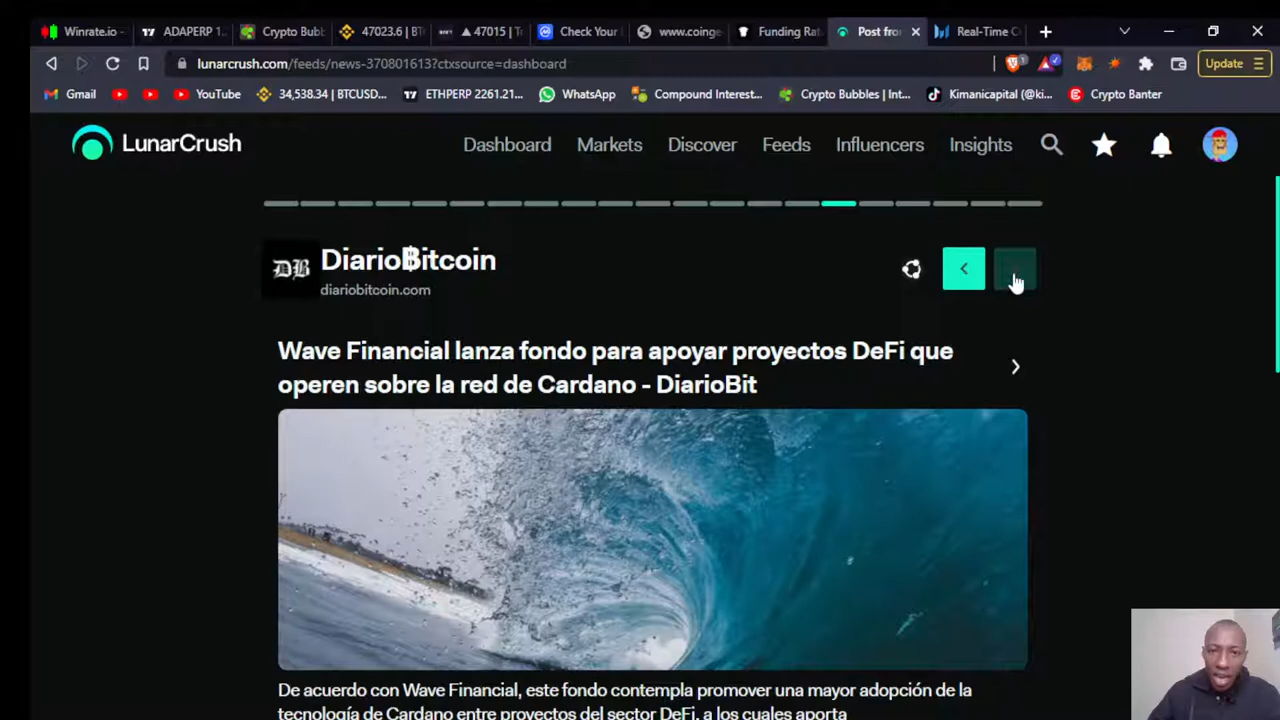 Winrate.io -
ADAPERP 1
Crypto Bub
47023.6 | BT
▲ 47015 | T
Check Your
www.coinge
Funding Rat
Post fro
Real-Time C
lunarcrush.com/feeds/news-370801613?ctxsource=dashboard
Update
Gmail
YouTube
34,538.34 | BTCUSD...
ETHPERP 2261.21...
WhatsApp
Compound Interest...
Crypto Bubbles | Int...
Kimanicapital (@ki...
Crypto Banter
LunarCrush
Dashboard
Markets
Discover
Feeds
Influencers
Insights
DB
Diario₿itcoin
diariobitcoin.com
Wave Financial lanza fondo para apoyar proyectos DeFi que
operen sobre la red de Cardano - DiarioBit
De acuerdo con Wave Financial, este fondo contempla promover una mayor adopción de la
tecnología de Cardano entre proyectos del sector DeFi, a los cuales aporta